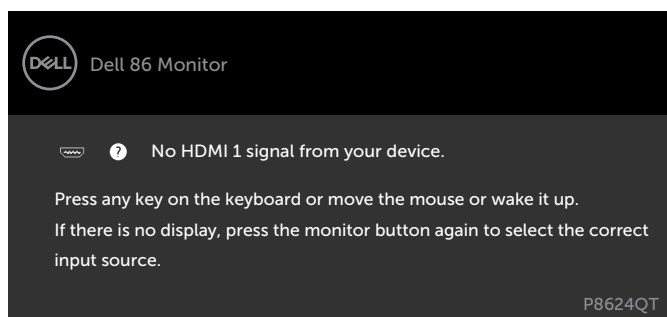 DELL
Dell 86 Monitor
? No HDMI 1 signal from your device.
Press any key on the keyboard or move the mouse or wake it up.
If there is no display, press the monitor button again to select the correct
input source.
P8624QT